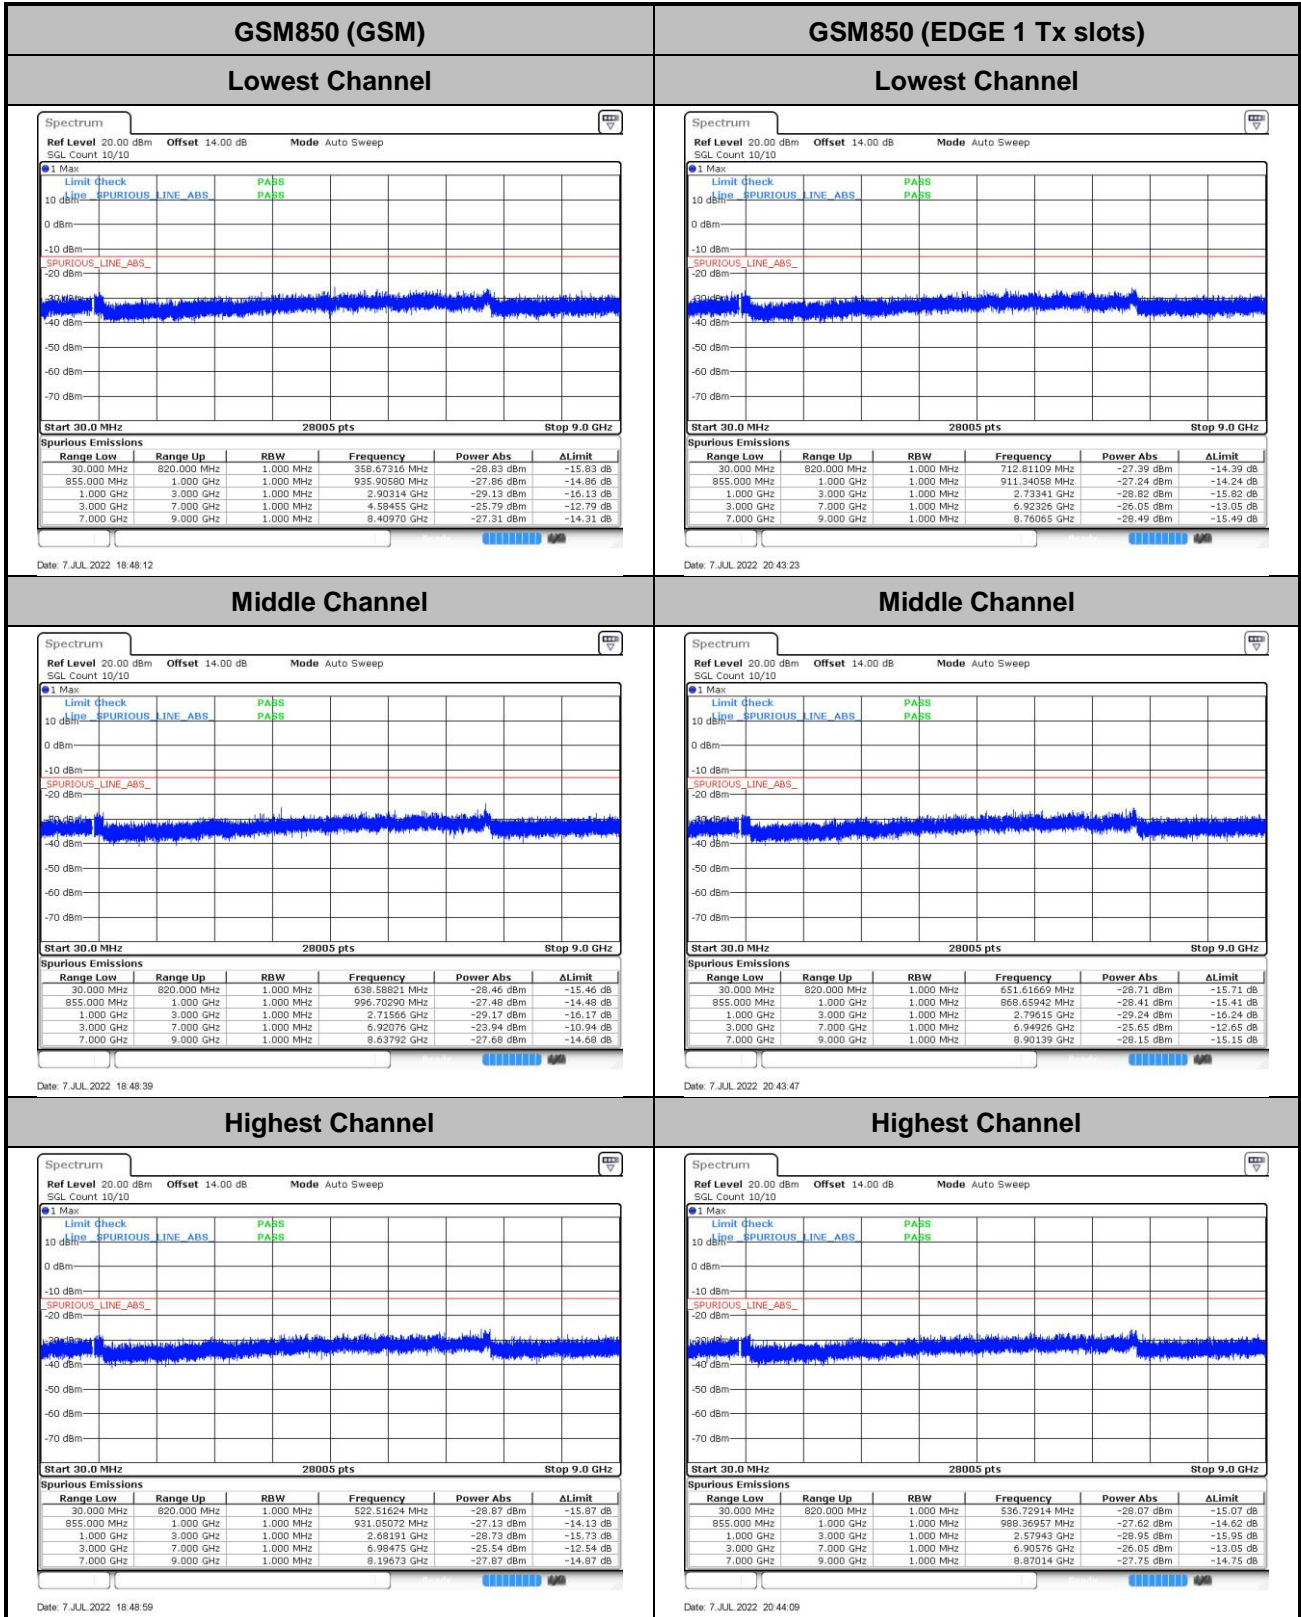 GSM850 (GSM) GSM850 (EDGE 1 Tx slots)
Lowest Channel Lowest Channel
Spectrum
Ref Level 20.00 dBm Offset 14.00 dB Mode Auto Sweep
SGL Count 10/10
1 Max
Limit Check PASS
Line _SPURIOUS_LINE_ABS_ PASS
10 dBm
0 dBm
-10 dBm
_SPURIOUS_LINE_ABS_
-20 dBm
-30 dBm
-40 dBm
-50 dBm
-60 dBm
-70 dBm
Start 30.0 MHz 28005 pts Stop 9.0 GHz
Spurious Emissions
Range Low Range Up RBW Frequency Power Abs ΔLimit
30.000 MHz 820.000 MHz 1.000 MHz 358.67316 MHz -28.83 dBm -15.83 dB
855.000 MHz 1.000 GHz 1.000 MHz 935.90580 MHz -27.86 dBm -14.86 dB
1.000 GHz 3.000 GHz 1.000 MHz 2.90314 GHz -29.13 dBm -16.13 dB
3.000 GHz 7.000 GHz 1.000 MHz 4.58455 GHz -25.79 dBm -12.79 dB
7.000 GHz 9.000 GHz 1.000 MHz 8.40970 GHz -27.31 dBm -14.31 dB
Date: 7.JUL.2022 18:48:12
Spectrum
Ref Level 20.00 dBm Offset 14.00 dB Mode Auto Sweep
SGL Count 10/10
1 Max
Limit Check PASS
Line _SPURIOUS_LINE_ABS_ PASS
10 dBm
0 dBm
-10 dBm
_SPURIOUS_LINE_ABS_
-20 dBm
-30 dBm
-40 dBm
-50 dBm
-60 dBm
-70 dBm
Start 30.0 MHz 28005 pts Stop 9.0 GHz
Spurious Emissions
Range Low Range Up RBW Frequency Power Abs ΔLimit
30.000 MHz 820.000 MHz 1.000 MHz 712.81109 MHz -27.39 dBm -14.39 dB
855.000 MHz 1.000 GHz 1.000 MHz 911.34058 MHz -27.24 dBm -14.24 dB
1.000 GHz 3.000 GHz 1.000 MHz 2.73341 GHz -28.82 dBm -15.82 dB
3.000 GHz 7.000 GHz 1.000 MHz 6.92326 GHz -26.05 dBm -13.05 dB
7.000 GHz 9.000 GHz 1.000 MHz 8.76065 GHz -28.49 dBm -15.49 dB
Date: 7.JUL.2022 20:43:23
Middle Channel Middle Channel
Spectrum
Ref Level 20.00 dBm Offset 14.00 dB Mode Auto Sweep
SGL Count 10/10
1 Max
Limit Check PASS
Line _SPURIOUS_LINE_ABS_ PASS
10 dBm
0 dBm
-10 dBm
_SPURIOUS_LINE_ABS_
-20 dBm
-30 dBm
-40 dBm
-50 dBm
-60 dBm
-70 dBm
Start 30.0 MHz 28005 pts Stop 9.0 GHz
Spurious Emissions
Range Low Range Up RBW Frequency Power Abs ΔLimit
30.000 MHz 820.000 MHz 1.000 MHz 638.58821 MHz -28.46 dBm -15.46 dB
855.000 MHz 1.000 GHz 1.000 MHz 996.70290 MHz -27.48 dBm -14.48 dB
1.000 GHz 3.000 GHz 1.000 MHz 2.71566 GHz -29.17 dBm -16.17 dB
3.000 GHz 7.000 GHz 1.000 MHz 6.92076 GHz -23.94 dBm -10.94 dB
7.000 GHz 9.000 GHz 1.000 MHz 8.63792 GHz -27.68 dBm -14.68 dB
Date: 7.JUL.2022 18:48:39
Spectrum
Ref Level 20.00 dBm Offset 14.00 dB Mode Auto Sweep
SGL Count 10/10
1 Max
Limit Check PASS
Line _SPURIOUS_LINE_ABS_ PASS
10 dBm
0 dBm
-10 dBm
_SPURIOUS_LINE_ABS_
-20 dBm
-30 dBm
-40 dBm
-50 dBm
-60 dBm
-70 dBm
Start 30.0 MHz 28005 pts Stop 9.0 GHz
Spurious Emissions
Range Low Range Up RBW Frequency Power Abs ΔLimit
30.000 MHz 820.000 MHz 1.000 MHz 651.61669 MHz -28.71 dBm -15.71 dB
855.000 MHz 1.000 GHz 1.000 MHz 868.65942 MHz -28.41 dBm -15.41 dB
1.000 GHz 3.000 GHz 1.000 MHz 2.79615 GHz -29.24 dBm -16.24 dB
3.000 GHz 7.000 GHz 1.000 MHz 6.94926 GHz -25.65 dBm -12.65 dB
7.000 GHz 9.000 GHz 1.000 MHz 8.90139 GHz -28.15 dBm -15.15 dB
Date: 7.JUL.2022 20:43:47
Highest Channel Highest Channel
Spectrum
Ref Level 20.00 dBm Offset 14.00 dB Mode Auto Sweep
SGL Count 10/10
1 Max
Limit Check PASS
Line _SPURIOUS_LINE_ABS_ PASS
10 dBm
0 dBm
-10 dBm
_SPURIOUS_LINE_ABS_
-20 dBm
-30 dBm
-40 dBm
-50 dBm
-60 dBm
-70 dBm
Start 30.0 MHz 28005 pts Stop 9.0 GHz
Spurious Emissions
Range Low Range Up RBW Frequency Power Abs ΔLimit
30.000 MHz 820.000 MHz 1.000 MHz 522.51624 MHz -28.87 dBm -15.87 dB
855.000 MHz 1.000 GHz 1.000 MHz 931.05072 MHz -27.13 dBm -14.13 dB
1.000 GHz 3.000 GHz 1.000 MHz 2.68191 GHz -28.73 dBm -15.73 dB
3.000 GHz 7.000 GHz 1.000 MHz 6.98475 GHz -25.54 dBm -12.54 dB
7.000 GHz 9.000 GHz 1.000 MHz 8.19673 GHz -27.87 dBm -14.87 dB
Date: 7.JUL.2022 18:48:59
Spectrum
Ref Level 20.00 dBm Offset 14.00 dB Mode Auto Sweep
SGL Count 10/10
1 Max
Limit Check PASS
Line _SPURIOUS_LINE_ABS_ PASS
10 dBm
0 dBm
-10 dBm
_SPURIOUS_LINE_ABS_
-20 dBm
-30 dBm
-40 dBm
-50 dBm
-60 dBm
-70 dBm
Start 30.0 MHz 28005 pts Stop 9.0 GHz
Spurious Emissions
Range Low Range Up RBW Frequency Power Abs ΔLimit
30.000 MHz 820.000 MHz 1.000 MHz 536.72914 MHz -28.07 dBm -15.07 dB
855.000 MHz 1.000 GHz 1.000 MHz 988.36957 MHz -27.62 dBm -14.62 dB
1.000 GHz 3.000 GHz 1.000 MHz 2.57943 GHz -28.95 dBm -15.95 dB
3.000 GHz 7.000 GHz 1.000 MHz 6.90576 GHz -26.05 dBm -13.05 dB
7.000 GHz 9.000 GHz 1.000 MHz 8.87014 GHz -27.75 dBm -14.75 dB
Date: 7.JUL.2022 20:44:09